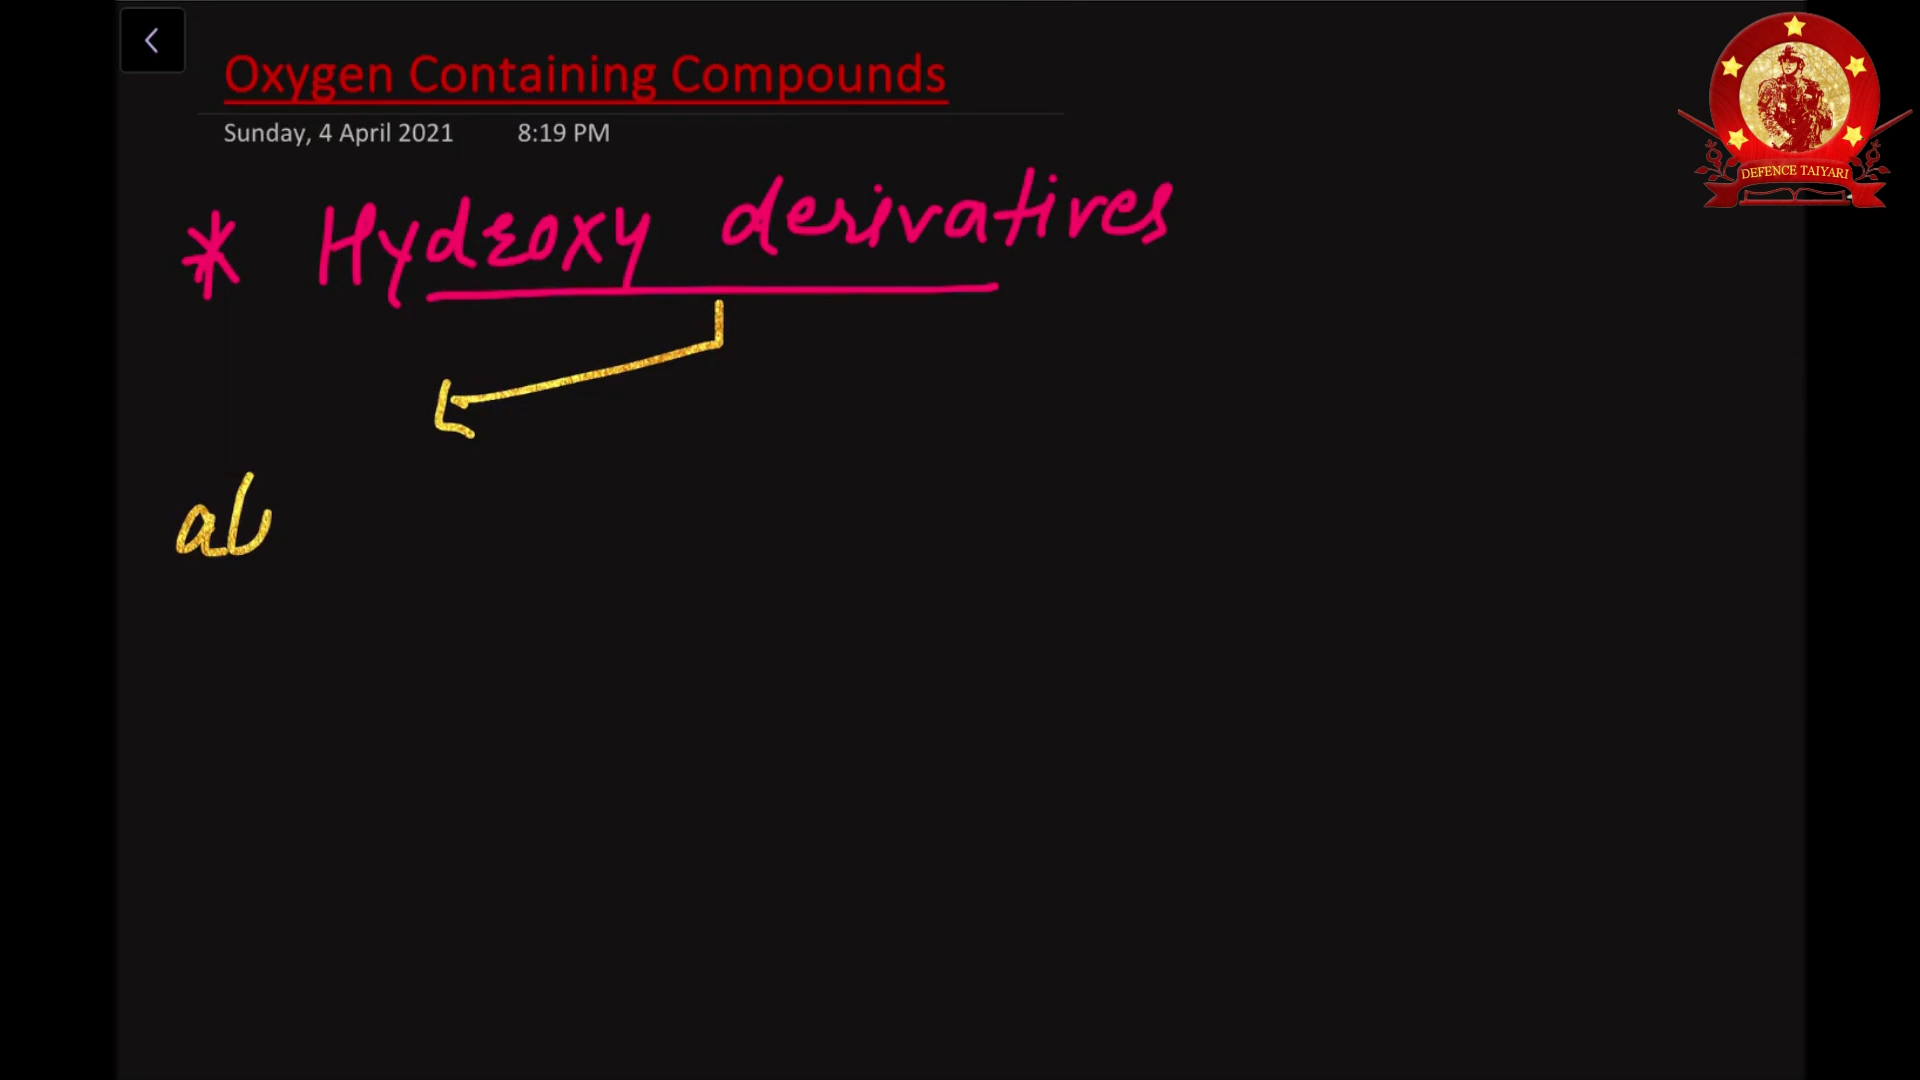 Oxygen Containing Compounds
Sunday, 4 April 2021 8:19 PM
* Hydroxy derivatives
al
DEFENCE TAIYARI